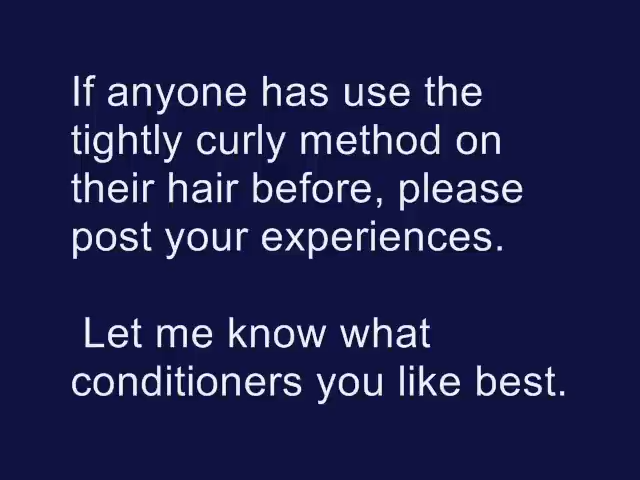 If anyone has use the
tightly curly method on
their hair before, please
post your experiences.
Let me know what
conditioners you like best.